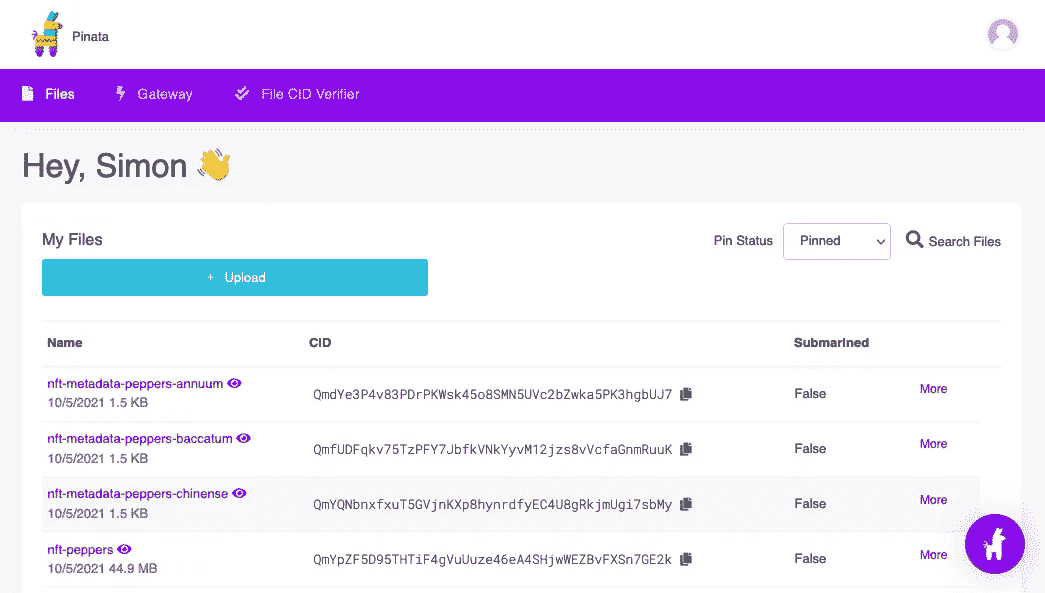 Pinata
Files Gateway File CID Verifier
Hey, Simon 👋
My Files
Pin Status Pinned Search Files
+ Upload
Name CID Submarined
nft-metadata-peppers-annuum QmdYe3P4v83PDrPKWsk45o8SMN5UVc2bZwka5PK3hgbUJ7 False More
10/5/2021 1.5 KB
nft-metadata-peppers-baccatum QmfUDFqkv75TzPFY7JbfkVNkYyvM12jzs8vVcfaGnmRuuK False More
10/5/2021 1.5 KB
nft-metadata-peppers-chinense QmYQNbnxfxuT5GVjnKXp8hynrdfyEC4U8gRkjmUgi7sbMy False More
10/5/2021 1.5 KB
nft-peppers QmYpZF5D95THTiF4gVuUuze46eA4SHjwWEZBvFXSn7GE2k False More
10/5/2021 44.9 MB